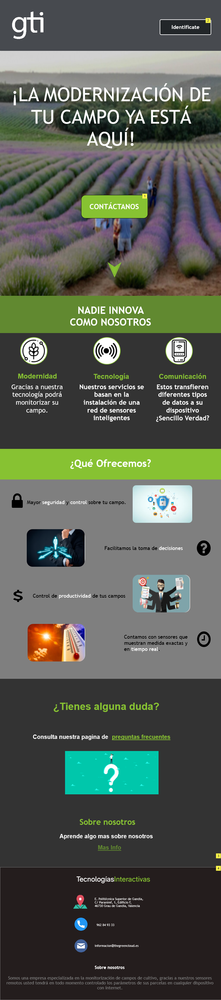 gti
Identificate
2
¡LA MODERNIZACIÓN DE
TU CAMPO YA ESTÁ
AQUÍ!
1
CONTÁCTANOS
NADIE INNOVA
COMO NOSOTROS
Modernidad
Gracias a nuestra
tecnología podrá
monitorizar su
campo.
Tecnología
Nuestros servicios se
basan en la
instalación de una
red de sensores
inteligentes
Comunicación
Estos transfieren
diferentes tipos
de datos a su
dispositivo
¿Sencillo Verdad?
¿Qué Ofrecemos?
Mayor seguridad y control sobre tu campo.
Facilitamos la toma de decisiones
Control de productividad de tus campos
Contamos con sensores que
muestran medida exactas y
en tiempo real.
¿Tienes alguna duda?
Consulta nuestra pagina de preguntas frecuentes
Sobre nosotros
Aprende algo mas sobre nosotros
Mas Info
3
4
TecnologíasInteractivas
E. Politécnica Superior de Gandia,
C/ Paranimf, 1, Edificio F,
46730 Grau de Gandia, Valencia
962 84 93 33
informacion@thegreencloud.es
Sobre nosotros
Somos una empresa especializada en la monitorización de campos de cultivo, gracias a nuestros sensores
remotos usted tendrá en todo momento controlado los parámetros de sus parcelas en cualquier dispositivo
con internet.